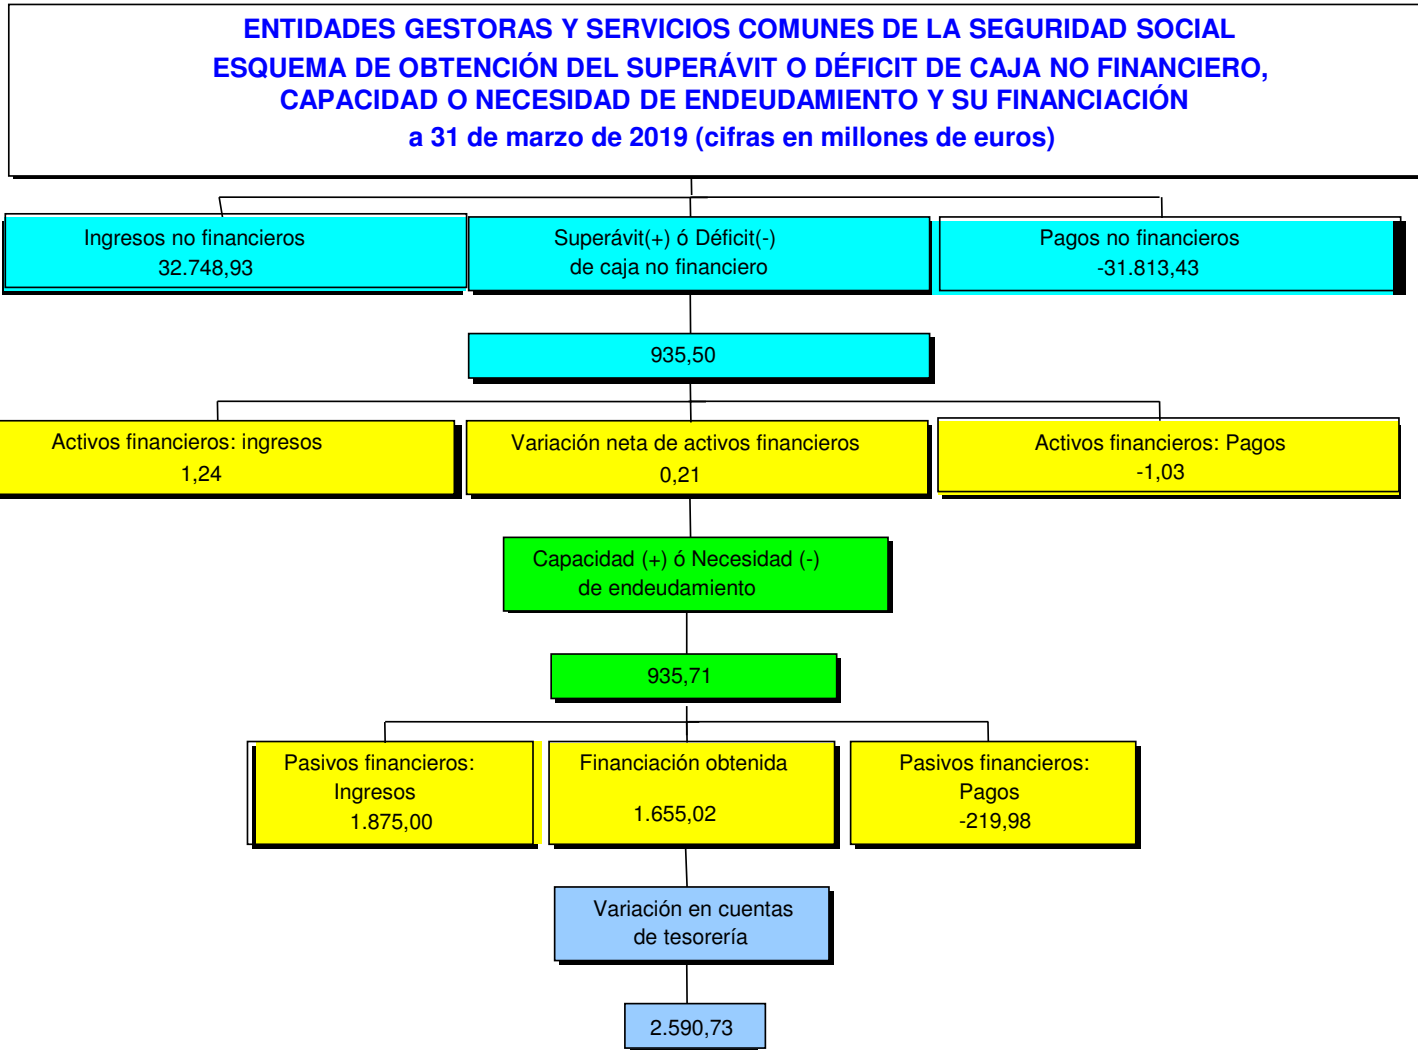 ENTIDADES GESTORAS Y SERVICIOS COMUNES DE LA SEGURIDAD SOCIAL
ESQUEMA DE OBTENCIÓN DEL SUPERÁVIT O DÉFICIT DE CAJA NO FINANCIERO,
CAPACIDAD O NECESIDAD DE ENDEUDAMIENTO Y SU FINANCIACIÓN
a 31 de marzo de 2019 (cifras en millones de euros)
Ingresos no financieros
32.748,93
Superávit(+) ó Déficit(-)
de caja no financiero
Pagos no financieros
-31.813,43
935,50
Activos financieros: ingresos
1,24
Variación neta de activos financieros
0,21
Activos financieros: Pagos
-1,03
Capacidad (+) ó Necesidad (-)
de endeudamiento
935,71
Pasivos financieros:
Ingresos
1.875,00
Financiación obtenida
1.655,02
Pasivos financieros:
Pagos
-219,98
Variación en cuentas
de tesorería
2.590,73